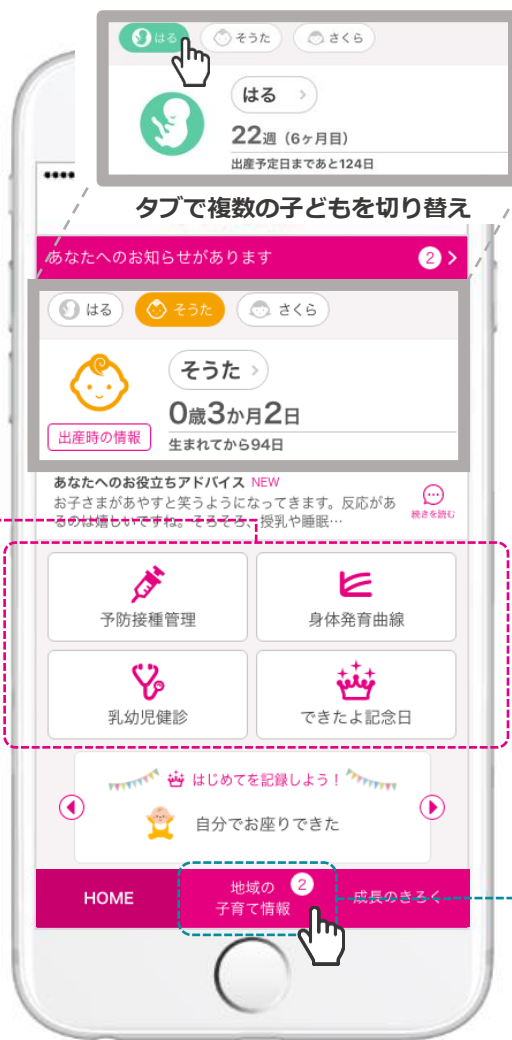 はる そうた さくら
はる
22週（6ヶ月目）
出産予定日まであと124日
タブで複数の子どもを切り替え
あなたへのお知らせがあります 2
はる そうた さくら
そうた
0歳3か月2日
出産時の情報
生まれてから94日
あなたへのお役立ちアドバイス NEW
お子さまがあやすと笑うようになってきます。反応があ
るのは嬉しいですね。そろそろ、授乳や睡眠…
続きを読む
予防接種管理 身体発育曲線
乳幼児健診 できたよ記念日
はじめてを記録しよう！
自分でお座りできた
HOME
地域の
子育て情報
2
成長のきろく